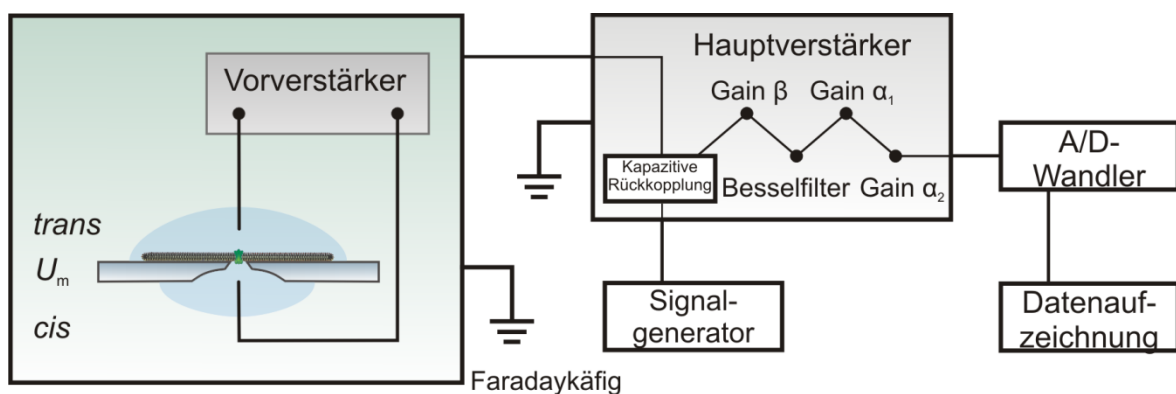 Vorverstärker
trans
U_m
cis
Faradaykäfig
Hauptverstärker
Gain β
Gain α₁
Kapazitive
Rückkopplung
Besselfilter
Gain α₂
Signal-
generator
A/D-
Wandler
Datenauf-
zeichnung